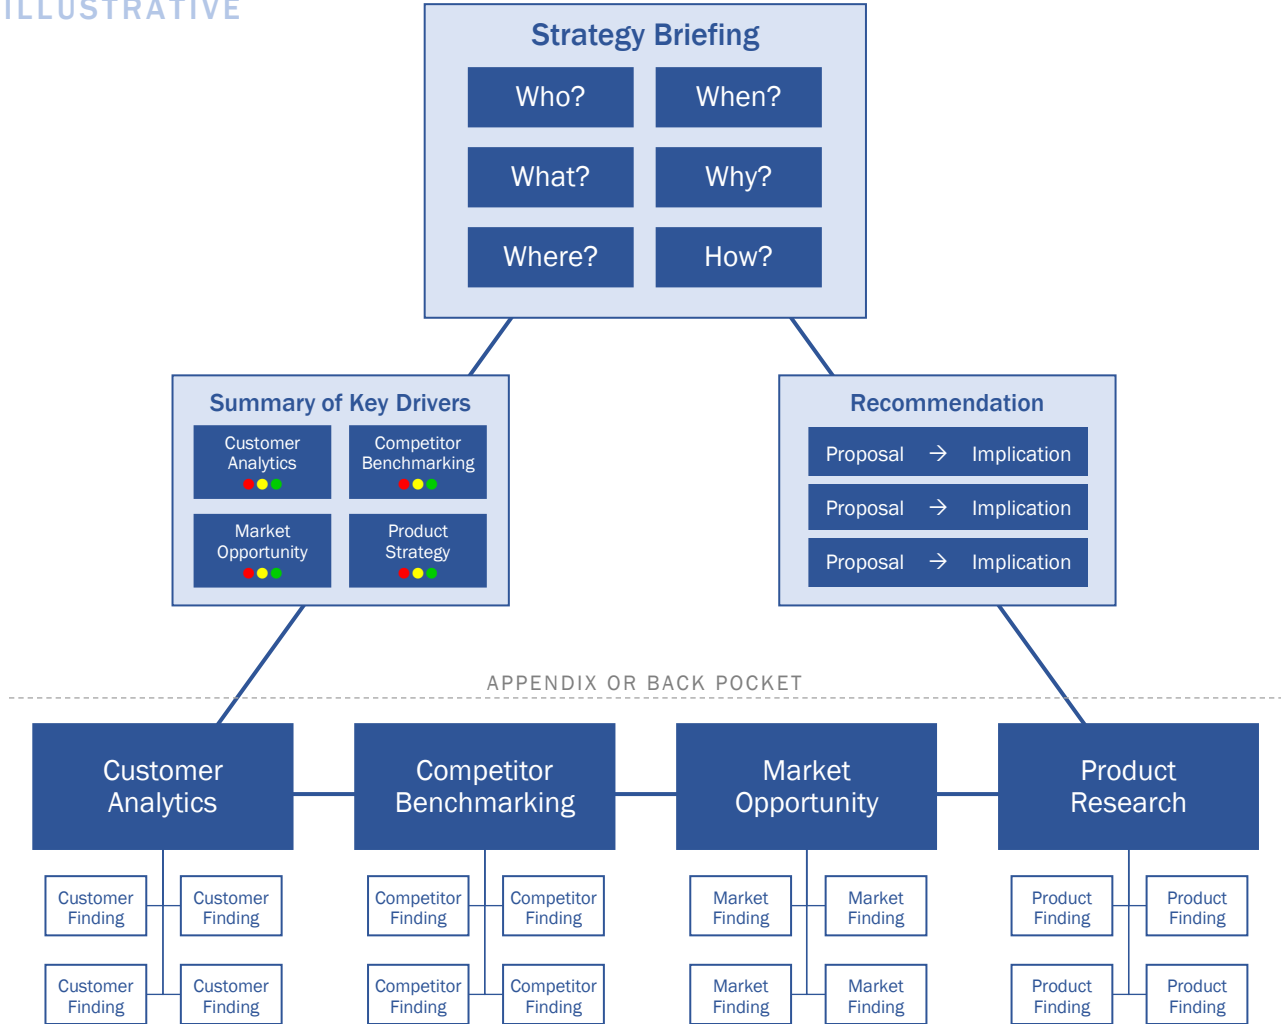 ILLUSTRATIVE
Strategy Briefing
Who?
When?
What?
Why?
Where?
How?
Summary of Key Drivers
Customer
Analytics
Competitor
Benchmarking
Market
Opportunity
Product
Strategy
Recommendation
Proposal → Implication
Proposal → Implication
Proposal → Implication
APPENDIX OR BACK POCKET
Customer
Analytics
Competitor
Benchmarking
Market
Opportunity
Product
Research
Customer
Finding
Customer
Finding
Competitor
Finding
Competitor
Finding
Market
Finding
Market
Finding
Product
Finding
Product
Finding
Customer
Finding
Customer
Finding
Competitor
Finding
Competitor
Finding
Market
Finding
Market
Finding
Product
Finding
Product
Finding